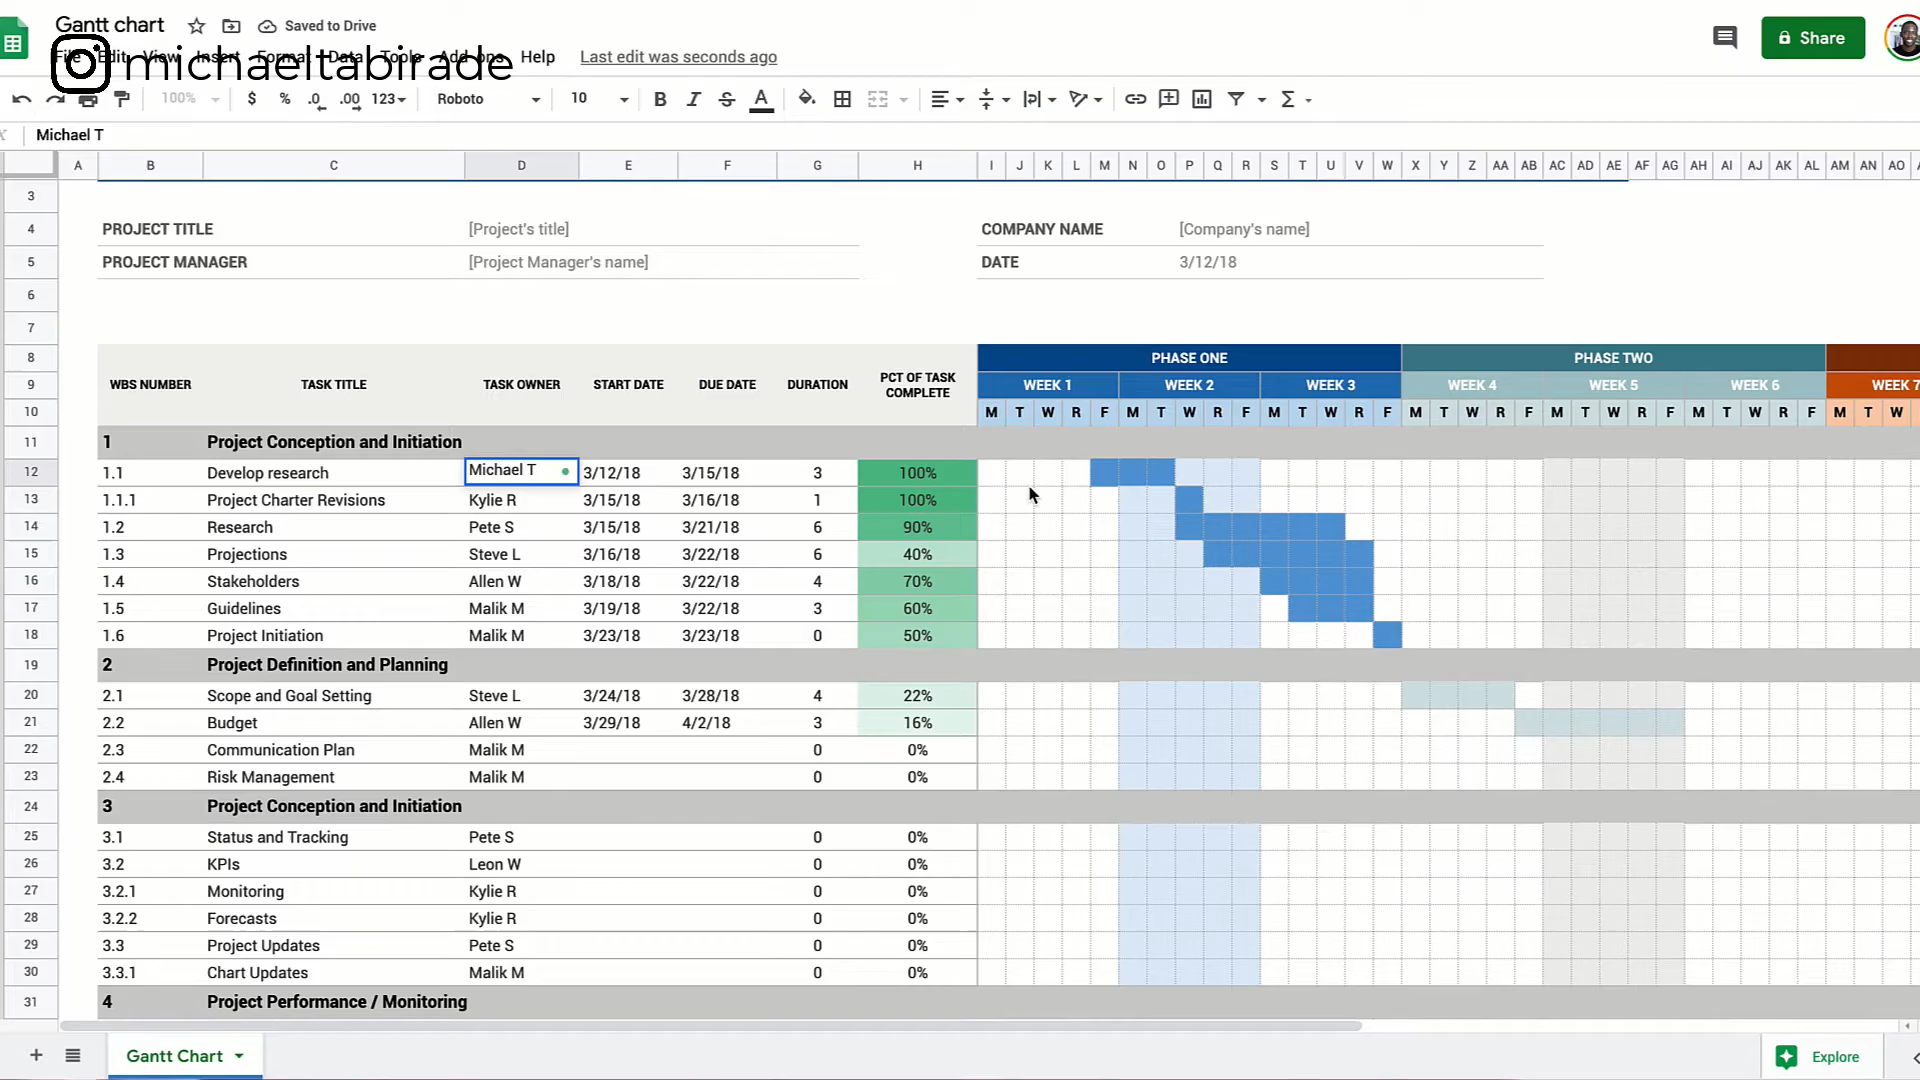 Gantt chart Saved to Drive
File Edit View Insert Format Data Tools Add-ons Help Last edit was seconds ago
michaeltabirade
Share
100% $ % .0 .00 123 Roboto 10 B I S A Σ
Michael T
A B C D E F G H I J K L M N O P Q R S T U V W X Y Z AA AB AC AD AE AF AG AH AI AJ AK AL AM AN AO
3
4 PROJECT TITLE [Project's title] COMPANY NAME [Company's name]
5 PROJECT MANAGER [Project Manager's name] DATE 3/12/18
6
7
8 PHASE ONE PHASE TWO
9 WBS NUMBER TASK TITLE TASK OWNER START DATE DUE DATE DURATION PCT OF TASK COMPLETE WEEK 1 WEEK 2 WEEK 3 WEEK 4 WEEK 5 WEEK 6 WEEK 7
10 M T W R F M T W R F M T W R F M T W R F M T W R F M T W R F M T W
11 1 Project Conception and Initiation
12 1.1 Develop research Michael T 3/12/18 3/15/18 3 100%
13 1.1.1 Project Charter Revisions Kylie R 3/15/18 3/16/18 1 100%
14 1.2 Research Pete S 3/15/18 3/21/18 6 90%
15 1.3 Projections Steve L 3/16/18 3/22/18 6 40%
16 1.4 Stakeholders Allen W 3/18/18 3/22/18 4 70%
17 1.5 Guidelines Malik M 3/19/18 3/22/18 3 60%
18 1.6 Project Initiation Malik M 3/23/18 3/23/18 0 50%
19 2 Project Definition and Planning
20 2.1 Scope and Goal Setting Steve L 3/24/18 3/28/18 4 22%
21 2.2 Budget Allen W 3/29/18 4/2/18 3 16%
22 2.3 Communication Plan Malik M 0 0%
23 2.4 Risk Management Malik M 0 0%
24 3 Project Conception and Initiation
25 3.1 Status and Tracking Pete S 0 0%
26 3.2 KPIs Leon W 0 0%
27 3.2.1 Monitoring Kylie R 0 0%
28 3.2.2 Forecasts Kylie R 0 0%
29 3.3 Project Updates Pete S 0 0%
30 3.3.1 Chart Updates Malik M 0 0%
31 4 Project Performance / Monitoring
Gantt Chart Explore